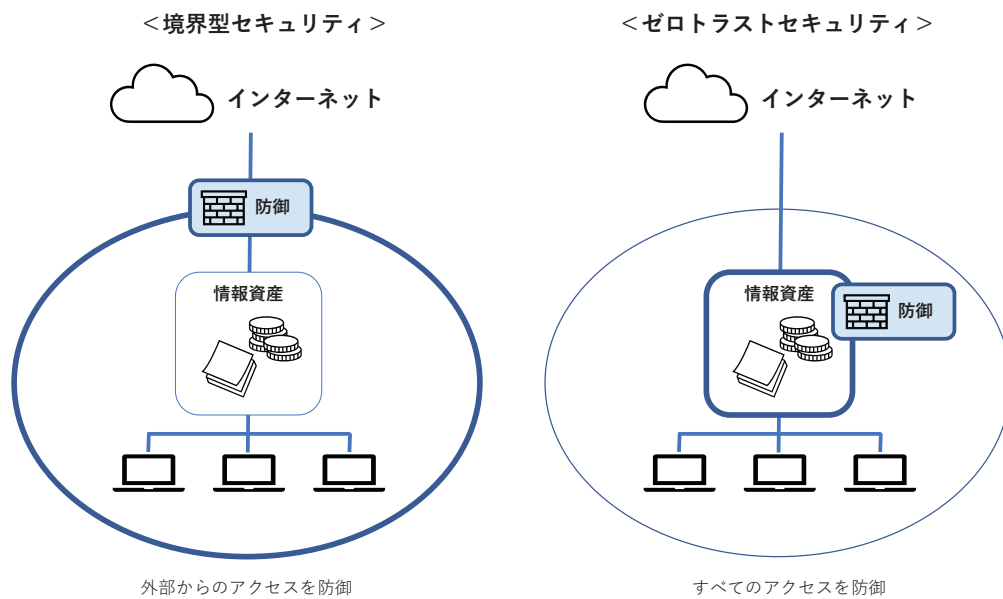 ＜境界型セキュリティ＞
インターネット
防御
情報資産
外部からのアクセスを防御
＜ゼロトラストセキュリティ＞
インターネット
情報資産
防御
すべてのアクセスを防御